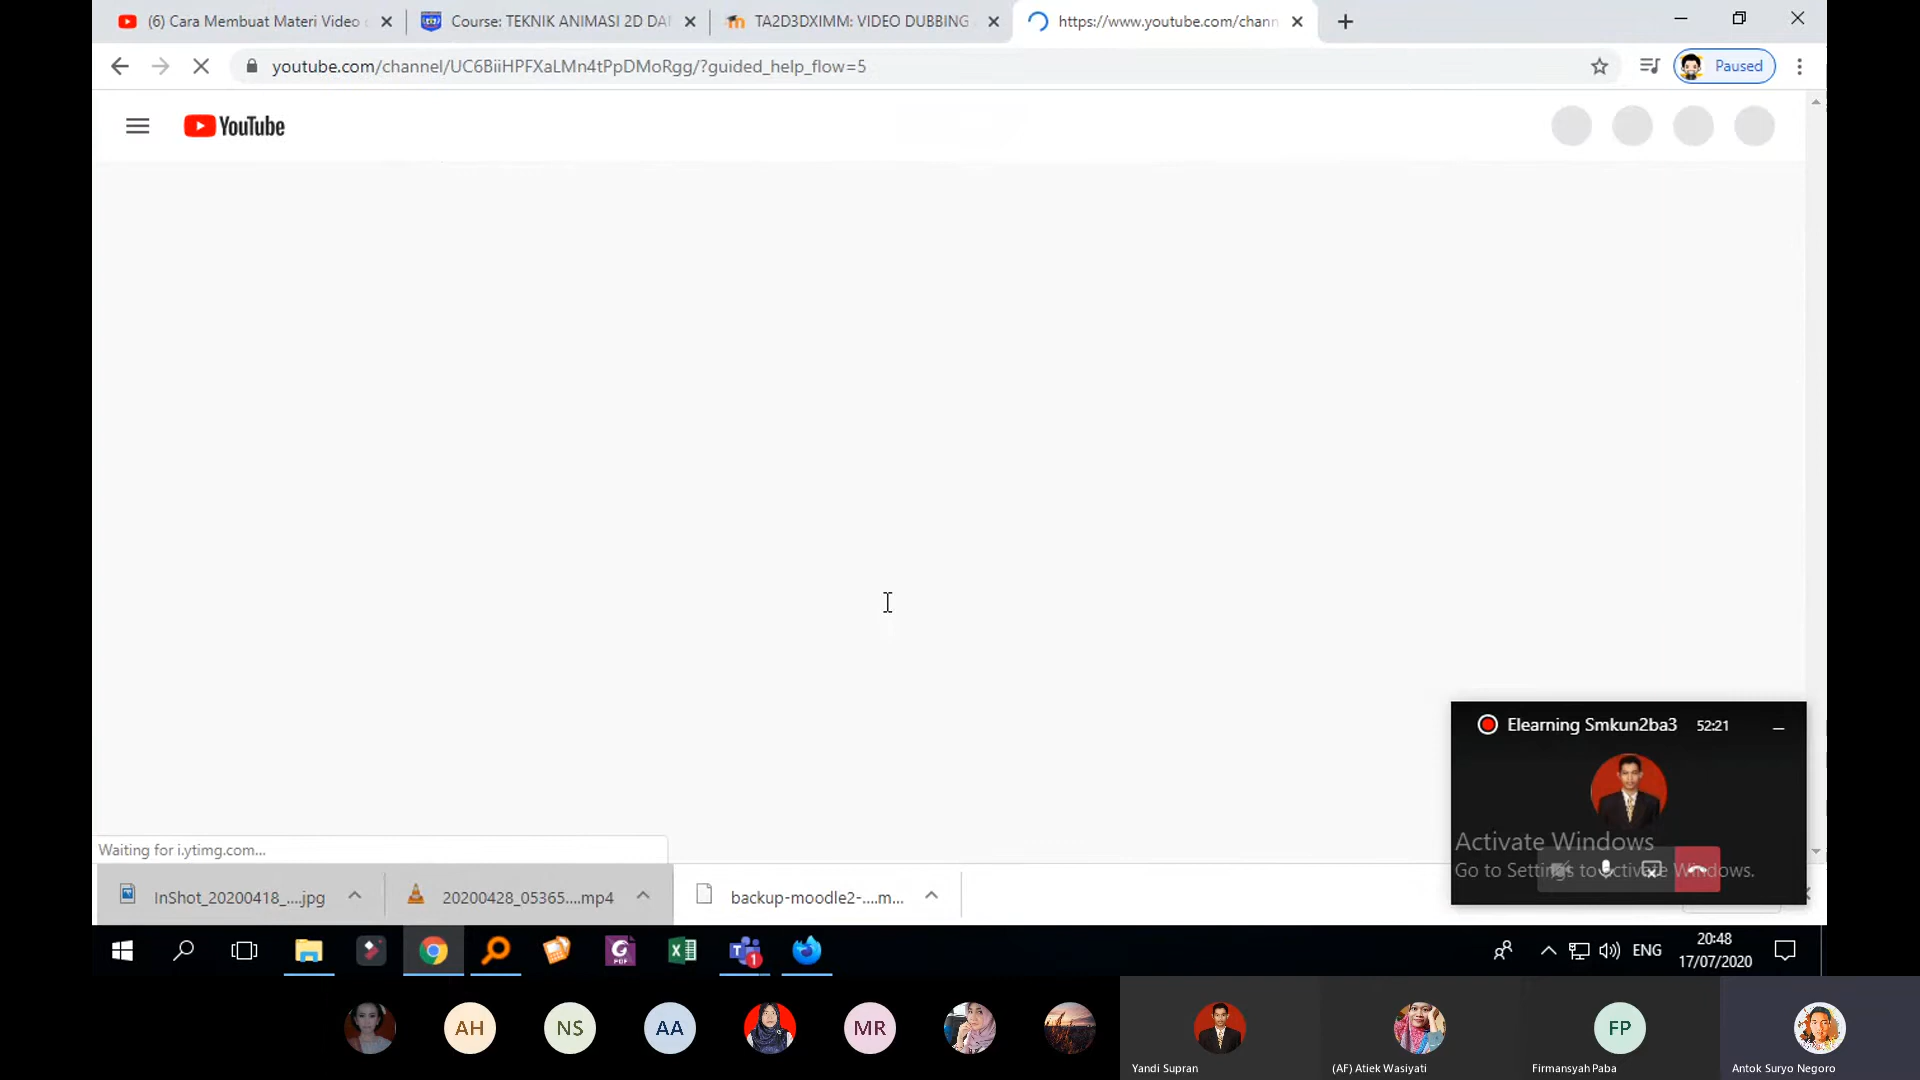 (6) Cara Membuat Materi Video
Course: TEKNIK ANIMASI 2D DA
TA2D3DXIMM: VIDEO DUBBING
https://www.youtube.com/chann
youtube.com/channel/UC6BiiHPFXaLMn4tPpDMoRgg/?guided_help_flow=5
Paused
YouTube
Elearning Smkun2ba3 52:21
Activate Windows
Go to Settings to activate Windows.
Waiting for i.ytimg.com...
InShot_20200418_....jpg
20200428_05365....mp4
backup-moodle2-....m...
ENG
20:48
17/07/2020
1
AH
NS
AA
MR
FP
Yandi Supran
(AF) Atiek Wasiyati
Firmansyah Paba
Antok Suryo Negoro